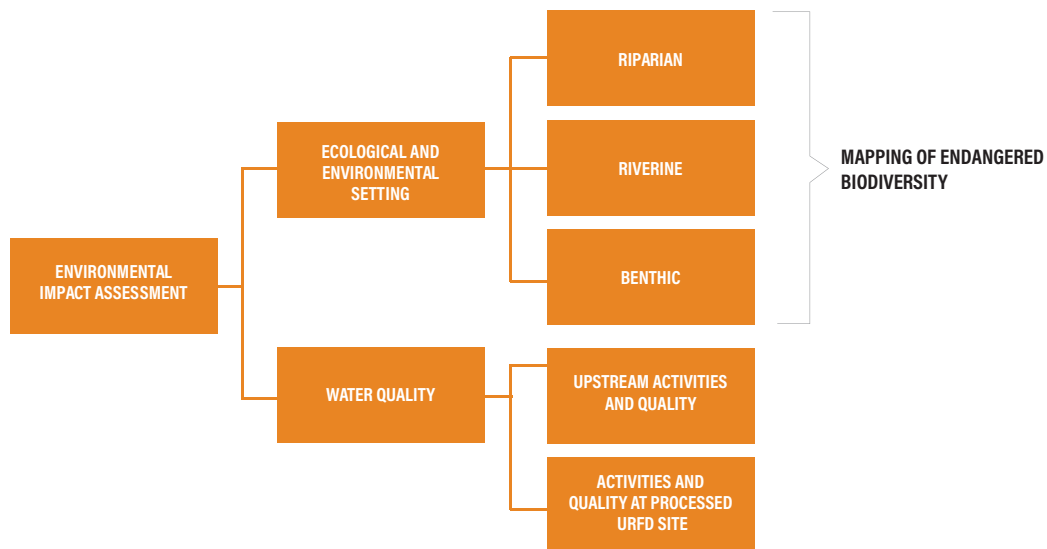 ENVIRONMENTAL
IMPACT ASSESSMENT
ECOLOGICAL AND
ENVIRONMENTAL
SETTING
WATER QUALITY
RIPARIAN
RIVERINE
BENTHIC
UPSTREAM ACTIVITIES
AND QUALITY
ACTIVITIES AND
QUALITY AT PROCESSED
URFD SITE
MAPPING OF ENDANGERED
BIODIVERSITY